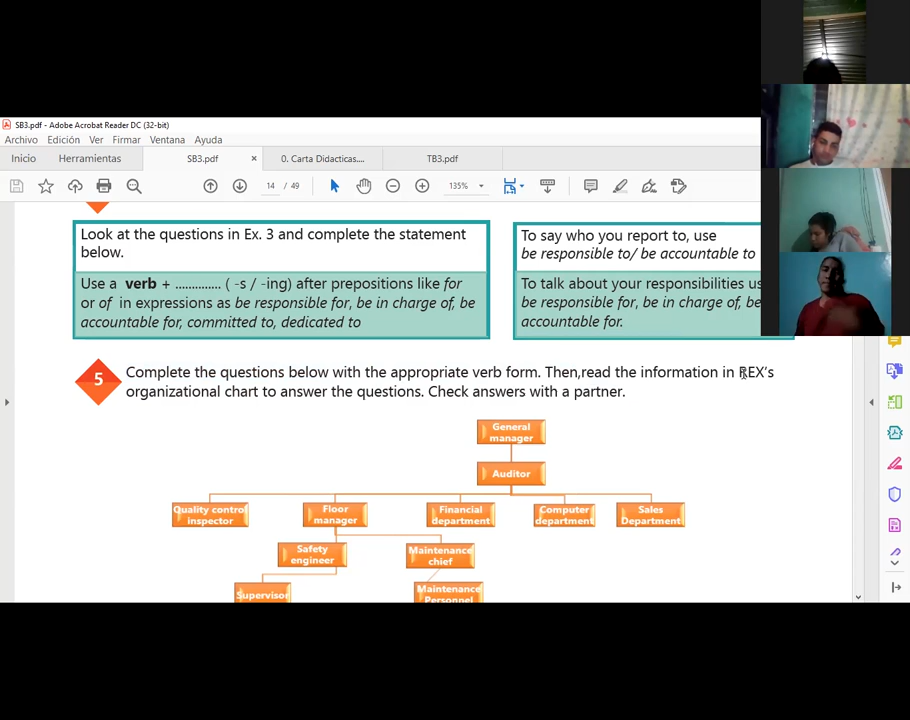 SB3.pdf - Adobe Acrobat Reader DC (32-bit)
Archivo Edición Ver Firmar Ventana Ayuda
Inicio Herramientas SB3.pdf × 0. Carta Didacticas.... TB3.pdf
14 / 49 135%
Look at the questions in Ex. 3 and complete the statement
below.
Use a verb + ............. ( -s / -ing) after prepositions like for
or of in expressions as be responsible for, be in charge of, be
accountable for, committed to, dedicated to
To say who you report to, use
be responsible to/ be accountable to
To talk about your responsibilities us
be responsible for, be in charge of,
accountable for.
5
Complete the questions below with the appropriate verb form. Then,read the information in REX's
organizational chart to answer the questions. Check answers with a partner.
General
manager
Auditor
Quality control
inspector
Floor
manager
Financial
department
Computer
department
Sales
Department
Safety
engineer
Maintenance
chief
Supervisor
Maintenance
Personnel